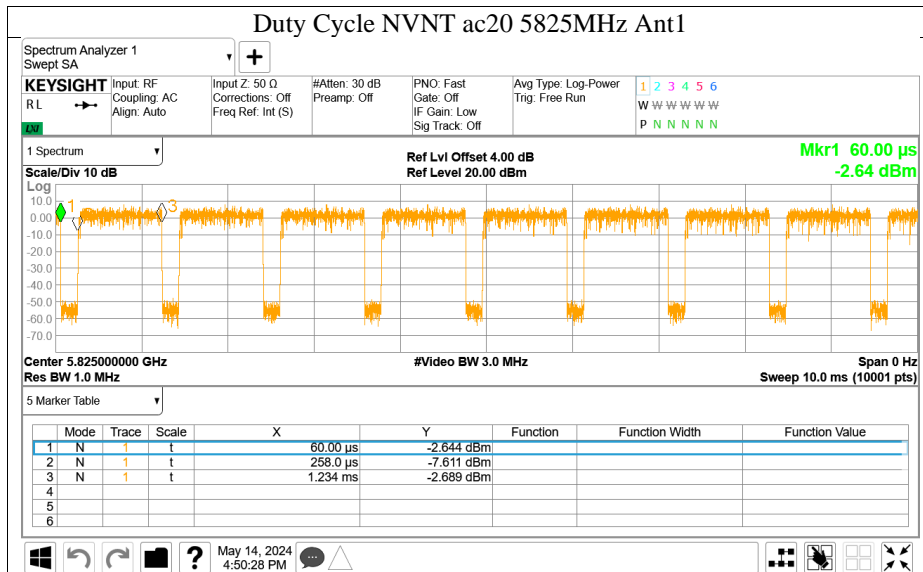 Duty Cycle NVNT ac20 5825MHz Ant1
Spectrum Analyzer 1
Swept SA
▼
+
KEYSIGHT Input: RF Input Z: 50 Ω #Atten: 30 dB PNO: Fast Avg Type: Log-Power 1 2 3 4 5 6
RL Coupling: AC Corrections: Off Preamp: Off Gate: Off Trig: Free Run W W W W W W
Align: Auto Freq Ref: Int (S) IF Gain: Low
LXI Sig Track: Off P N N N N N
1 Spectrum ▼ Ref Lvl Offset 4.00 dB Mkr1 60.00 µs
Scale/Div 10 dB Ref Level 20.00 dBm -2.64 dBm
Log
10.0
0.00
-10.0
-20.0
-30.0
-40.0
-50.0
-60.0
-70.0
1
3
Center 5.825000000 GHz #Video BW 3.0 MHz Span 0 Hz
Res BW 1.0 MHz Sweep 10.0 ms (10001 pts)
5 Marker Table ▼
Mode Trace Scale X Y Function Function Width Function Value
1 N 1 t 60.00 µs -2.644 dBm
2 N 1 t 258.0 µs -7.611 dBm
3 N 1 t 1.234 ms -2.689 dBm
4
5
6
? May 14, 2024
4:50:28 PM